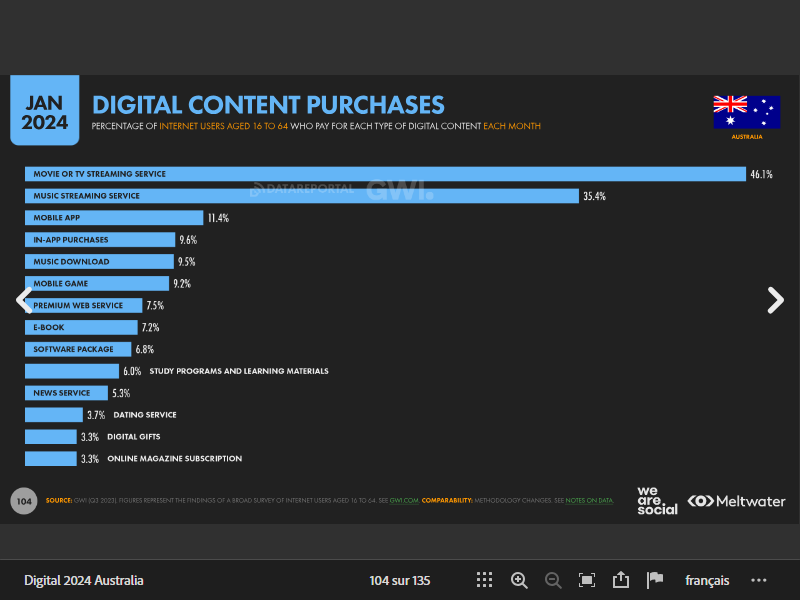 JAN
2024
DIGITAL CONTENT PURCHASES
PERCENTAGE OF INTERNET USERS AGED 16 TO 64 WHO PAY FOR EACH TYPE OF DIGITAL CONTENT EACH MONTH
AUSTRALIA
MOVIE OR TV STREAMING SERVICE 46.1%
DATAREPORTAL GWI.
MUSIC STREAMING SERVICE 35.4%
MOBILE APP 11.4%
IN-APP PURCHASES 9.6%
MUSIC DOWNLOAD 9.5%
MOBILE GAME 9.2%
PREMIUM WEB SERVICE 7.5%
E-BOOK 7.2%
SOFTWARE PACKAGE 6.8%
6.0% STUDY PROGRAMS AND LEARNING MATERIALS
NEWS SERVICE 5.3%
3.7% DATING SERVICE
3.3% DIGITAL GIFTS
3.3% ONLINE MAGAZINE SUBSCRIPTION
104
SOURCE: GWI (Q3 2023). FIGURES REPRESENT THE FINDINGS OF A BROAD SURVEY OF INTERNET USERS AGED 16 TO 64. SEE GWI.COM. COMPARABILITY: METHODOLOGY CHANGES. SEE NOTES ON DATA.
we
are.
social
Meltwater
Digital 2024 Australia
104 sur 135
français